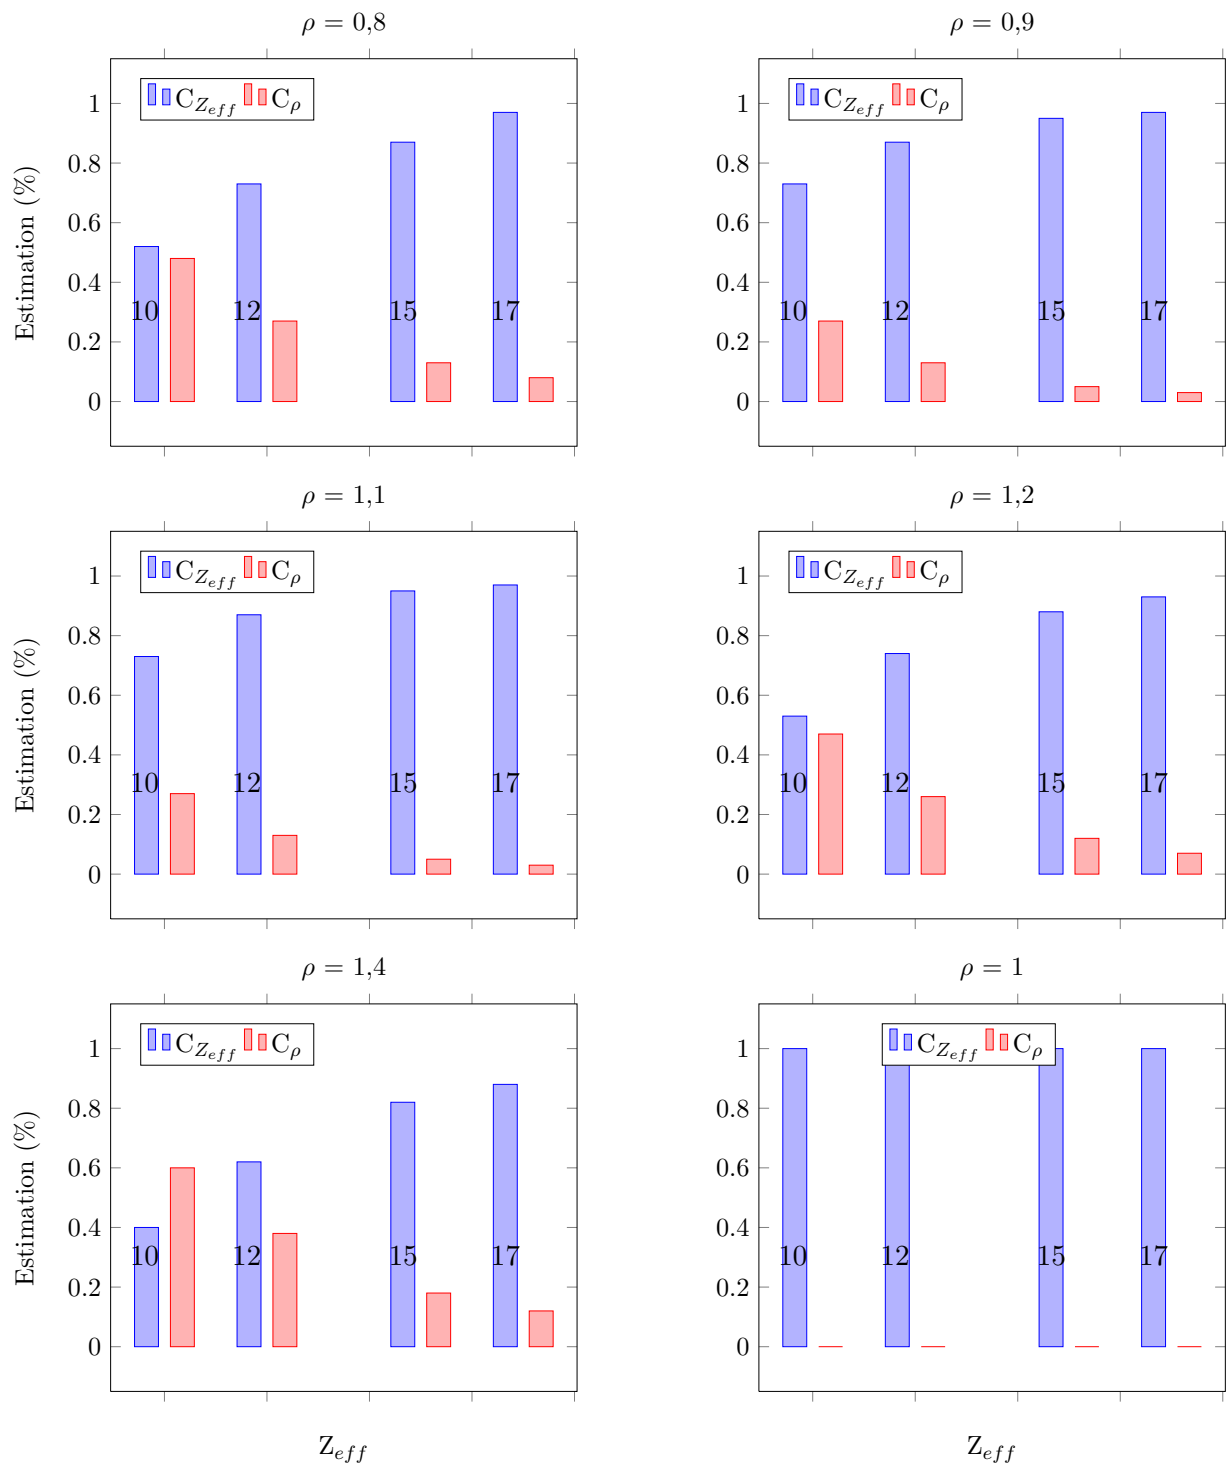 ρ = 0,8
C_{Z_{eff}} C_ρ
1
0.8
0.6
0.4
0.2
0
Estimation (%)
10 12 15 17
ρ = 0,9
C_{Z_{eff}} C_ρ
1
0.8
0.6
0.4
0.2
0
10 12 15 17
ρ = 1,1
C_{Z_{eff}} C_ρ
1
0.8
0.6
0.4
0.2
0
Estimation (%)
10 12 15 17
ρ = 1,2
C_{Z_{eff}} C_ρ
1
0.8
0.6
0.4
0.2
0
10 12 15 17
ρ = 1,4
C_{Z_{eff}} C_ρ
1
0.8
0.6
0.4
0.2
0
Estimation (%)
10 12 15 17
Z_{eff}
ρ = 1
C_{Z_{eff}} C_ρ
1
0.8
0.6
0.4
0.2
0
10 12 15 17
Z_{eff}